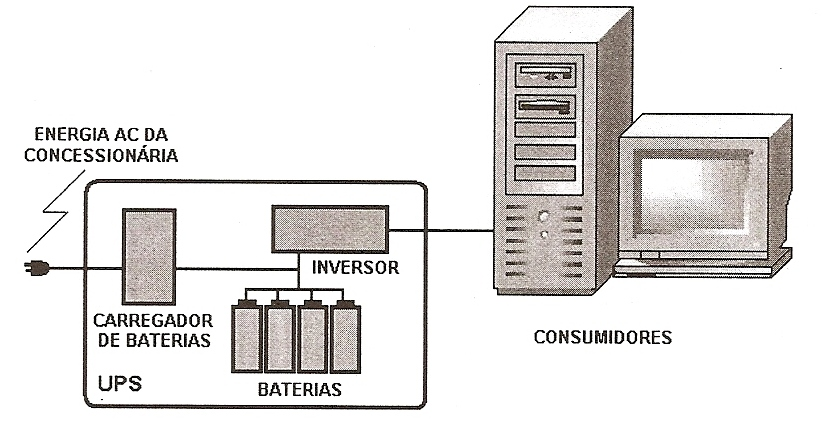 ENERGIA AC DA
CONCESSIONÁRIA
INVERSOR
CARREGADOR
DE BATERIAS
UPS
BATERIAS
CONSUMIDORES